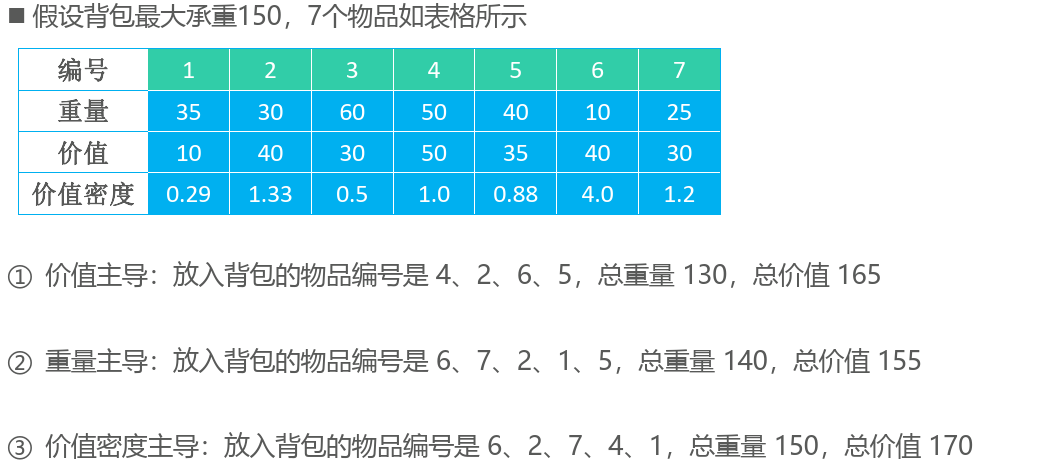 ■ 假设背包最大承重150，7个物品如表格所示
编号 1 2 3 4 5 6 7
重量 35 30 60 50 40 10 25
价值 10 40 30 50 35 40 30
价值密度 0.29 1.33 0.5 1.0 0.88 4.0 1.2
① 价值主导：放入背包的物品编号是 4、2、6、5，总重量 130，总价值 165
② 重量主导：放入背包的物品编号是 6、7、2、1、5，总重量 140，总价值 155
③ 价值密度主导：放入背包的物品编号是 6、2、7、4、1，总重量 150，总价值 170